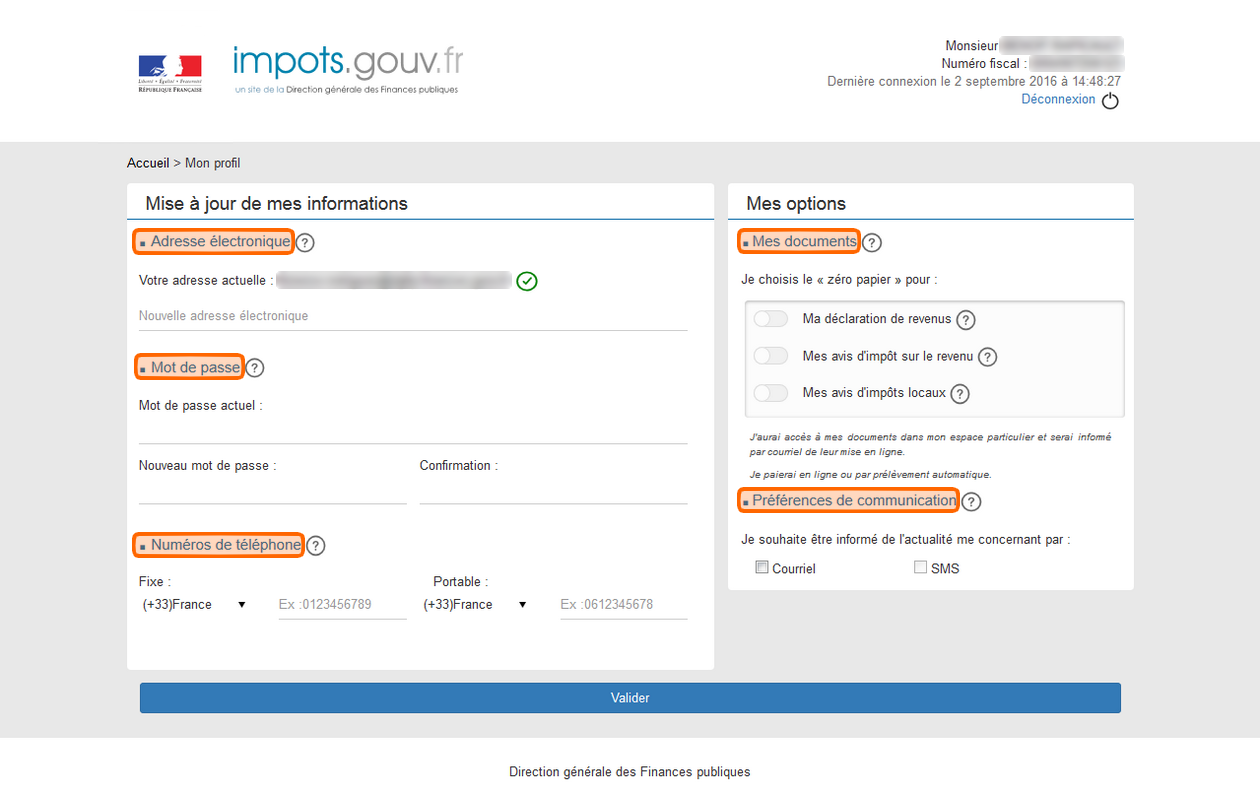 Liberté • Égalité • Fraternité
RÉPUBLIQUE FRANÇAISE
impots.gouv.fr
un site de la Direction générale des Finances publiques
Monsieur
Numéro fiscal :
Dernière connexion le 2 septembre 2016 à 14:48:27
Déconnexion
Accueil > Mon profil
Mise à jour de mes informations
Adresse électronique ?
Votre adresse actuelle :
Nouvelle adresse électronique
Mot de passe ?
Mot de passe actuel :
Nouveau mot de passe : Confirmation :
Numéros de téléphone ?
Fixe : Portable :
(+33)France Ex :0123456789 (+33)France Ex :0612345678
Mes options
Mes documents ?
Je choisis le « zéro papier » pour :
Ma déclaration de revenus ?
Mes avis d'impôt sur le revenu ?
Mes avis d'impôts locaux ?
J'aurai accès à mes documents dans mon espace particulier et serai informé
par courriel de leur mise en ligne.
Je paierai en ligne ou par prélèvement automatique.
Préférences de communication ?
Je souhaite être informé de l'actualité me concernant par :
Courriel SMS
Valider
Direction générale des Finances publiques